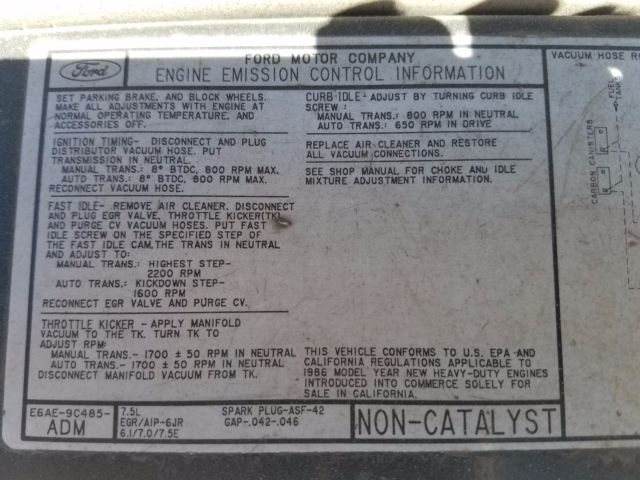 Ford
FORD MOTOR COMPANY
ENGINE EMISSION CONTROL INFORMATION
SET PARKING BRAKE, AND BLOCK WHEELS.
MAKE ALL ADJUSTMENTS WITH ENGINE AT
NORMAL OPERATING TEMPERATURE, AND
ACCESSORIES OFF.
IGNITION TIMING- DISCONNECT AND PLUG
DISTRIBUTOR VACUUM HOSE. PUT
TRANSMISSION IN NEUTRAL.
MANUAL TRANS.: 8° BTDC, 800 RPM MAX.
AUTO TRANS.: 8° BTDC, 800 RPM MAX.
RECONNECT VACUUM HOSE.
FAST IDLE- REMOVE AIR CLEANER. DISCONNECT
AND PLUG EGR VALVE, THROTTLE KICKER(TK)
AND PURGE CV VACUUM HOSES. PUT FAST
IDLE SCREW ON THE SPECIFIED STEP OF
THE FAST IDLE CAM, THE TRANS IN NEUTRAL
AND ADJUST TO:
MANUAL TRANS.: HIGHEST STEP-
2200 RPM
AUTO TRANS.: KICKDOWN STEP-
1600 RPM
RECONNECT EGR VALVE AND PURGE CV.
THROTTLE KICKER - APPLY MANIFOLD
VACUUM TO THE TK. TURN TK TO
ADJUST RPM:
MANUAL TRANS.- 1700 ± 50 RPM IN NEUTRAL
AUTO TRANS.- 1700 ± 50 RPM IN NEUTRAL
DISCONNECT MANIFOLD VACUUM FROM TK.
CURB IDLE- ADJUST BY TURNING CURB IDLE
SCREW :
MANUAL TRANS.: 800 RPM IN NEUTRAL
AUTO TRANS.: 650 RPM IN DRIVE
REPLACE AIR CLEANER AND RESTORE
ALL VACUUM CONNECTIONS.
SEE SHOP MANUAL FOR CHOKE AND IDLE
MIXTURE ADJUSTMENT INFORMATION.
THIS VEHICLE CONFORMS TO U.S. EPA AND
CALIFORNIA REGULATIONS APPLICABLE TO
1986 MODEL YEAR NEW HEAVY-DUTY ENGINES
INTRODUCED INTO COMMERCE SOLELY FOR
SALE IN CALIFORNIA.
E6AE-9C485-
ADM
7.5L
EGR/AIP-6JR
6.1/7.0/7.5E
SPARK PLUG-ASF-42
GAP-.042-.046
NON-CATALYST
VACUUM HOSE RO
FUEL
TANKS
CARBON CANISTERS
R
R